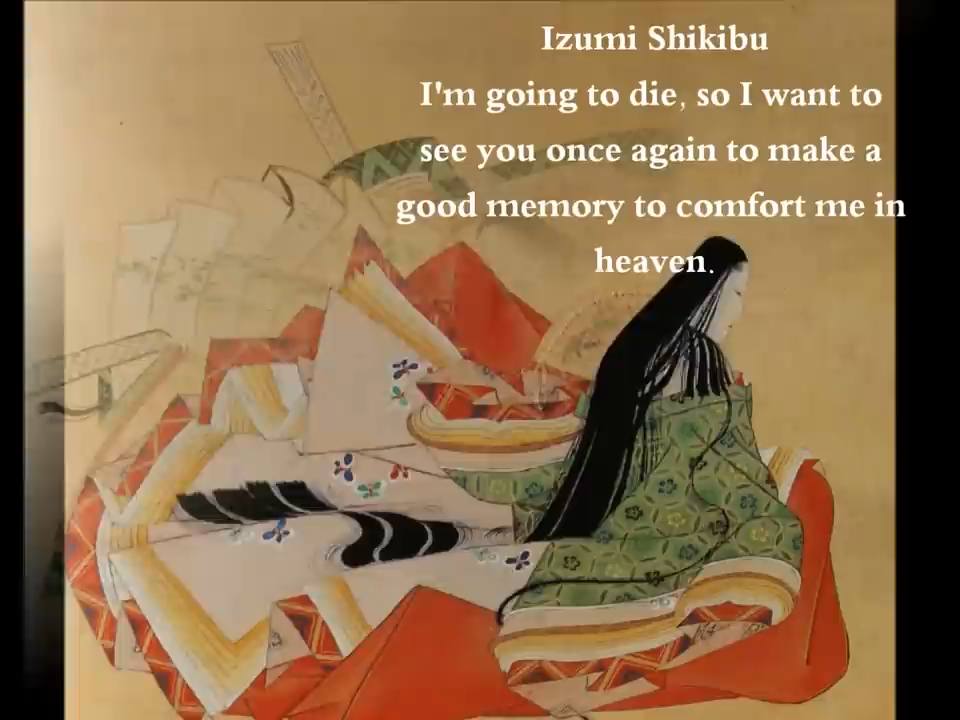 Izumi Shikibu
I'm going to die, so I want to
see you once again to make a
good memory to comfort me in
heaven.